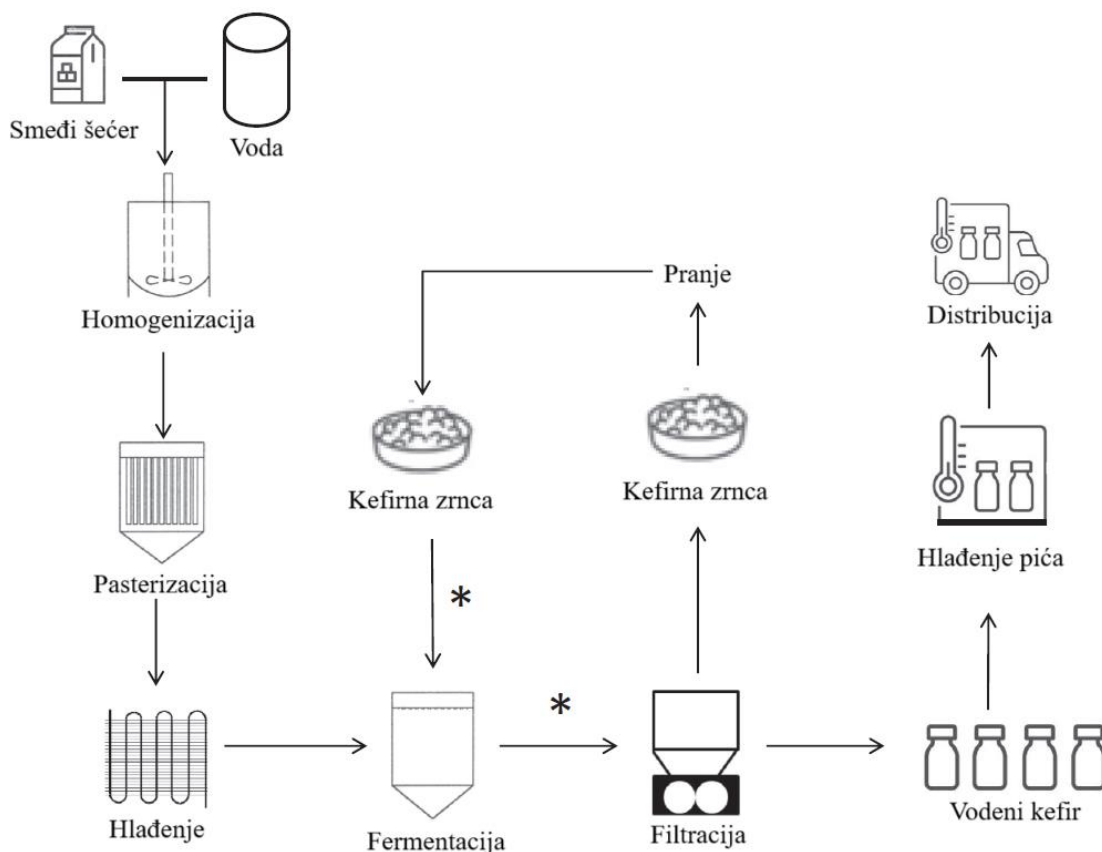 Smeđi šećer
Voda
Homogenizacija
Pasterizacija
Hlađenje
Pranje
Kefirna zrnca
*
Fermentacija
*
Kefirna zrnca
Filtracija
Distribucija
Hlađenje pića
Vodeni kefir